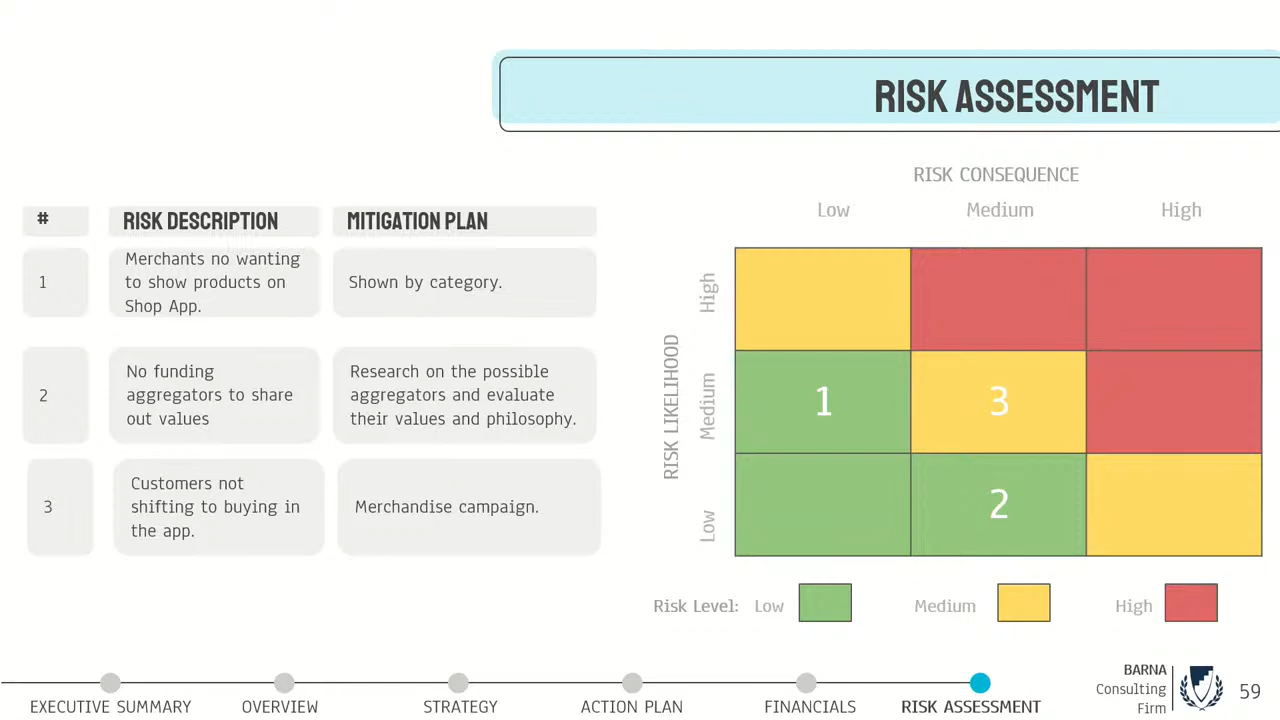 RISK ASSESSMENT
# RISK DESCRIPTION MITIGATION PLAN
1
Merchants no wanting
to show products on
Shop App.
Shown by category.
2
No funding
aggregators to share
out values
Research on the possible
aggregators and evaluate
their values and philosophy.
3
Customers not
shifting to buying in
the app.
Merchandise campaign.
RISK CONSEQUENCE
Low Medium High
RISK LIKELIHOOD
High
Medium
Low
1 3
2
Risk Level: Low Medium High
EXECUTIVE SUMMARY OVERVIEW STRATEGY ACTION PLAN FINANCIALS RISK ASSESSMENT
BARNA
Consulting
Firm
59